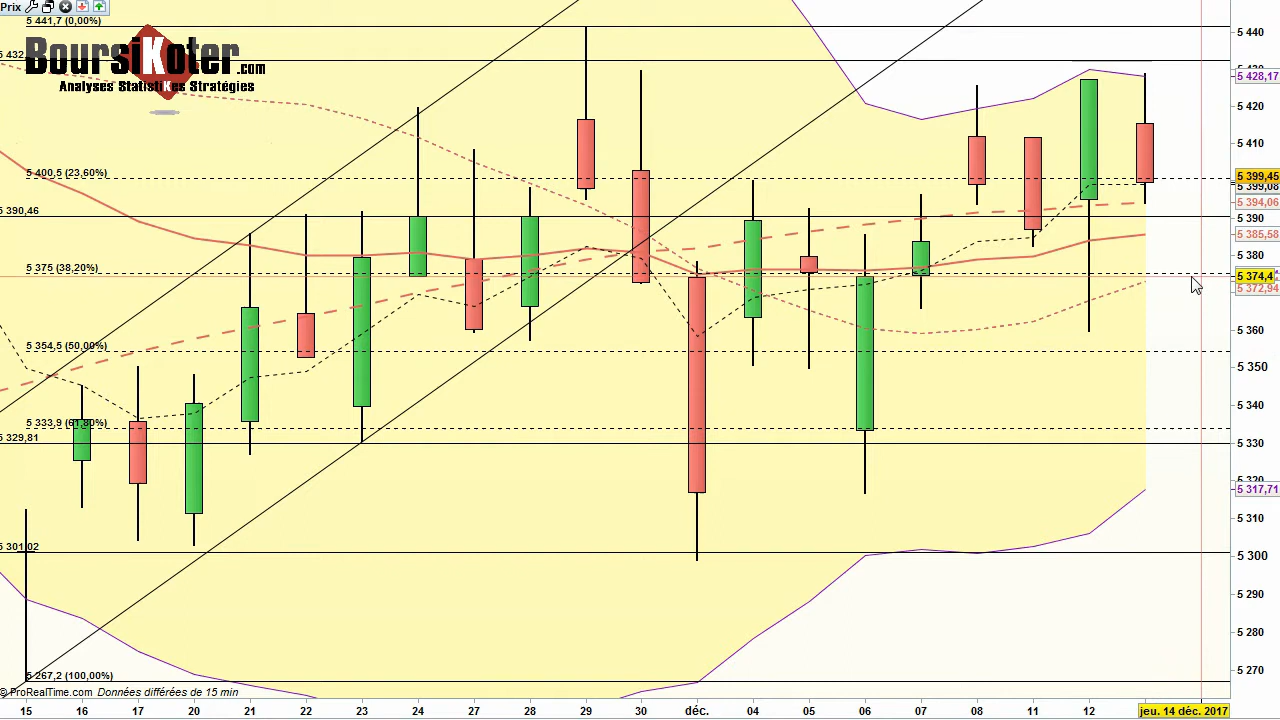 Prix
5 441,7 (0,00%)
5 432,
BoursiKoter.com
Analyses StatistiKes Stratégies
5 400,5 (23,60%)
5 390,46
5 375 (38,20%)
5 354,5 (50,00%)
5 333,9 (61,80%)
5 329,81
5 301,02
5 267,2 (100,00%)
© ProRealTime.com Données différées de 15 min
5 440
5 428,17
5 420
5 410
5 399,45
5 399,08
5 394,06
5 390
5 385,58
5 380
5 374,4
5 372,94
5 360
5 350
5 340
5 330
5 320
5 317,71
5 310
5 300
5 290
5 280
5 270
15 16 17 20 21 22 23 24 27 28 29 30 déc. 04 05 06 07 08 11 12 jeu. 14 déc. 2017